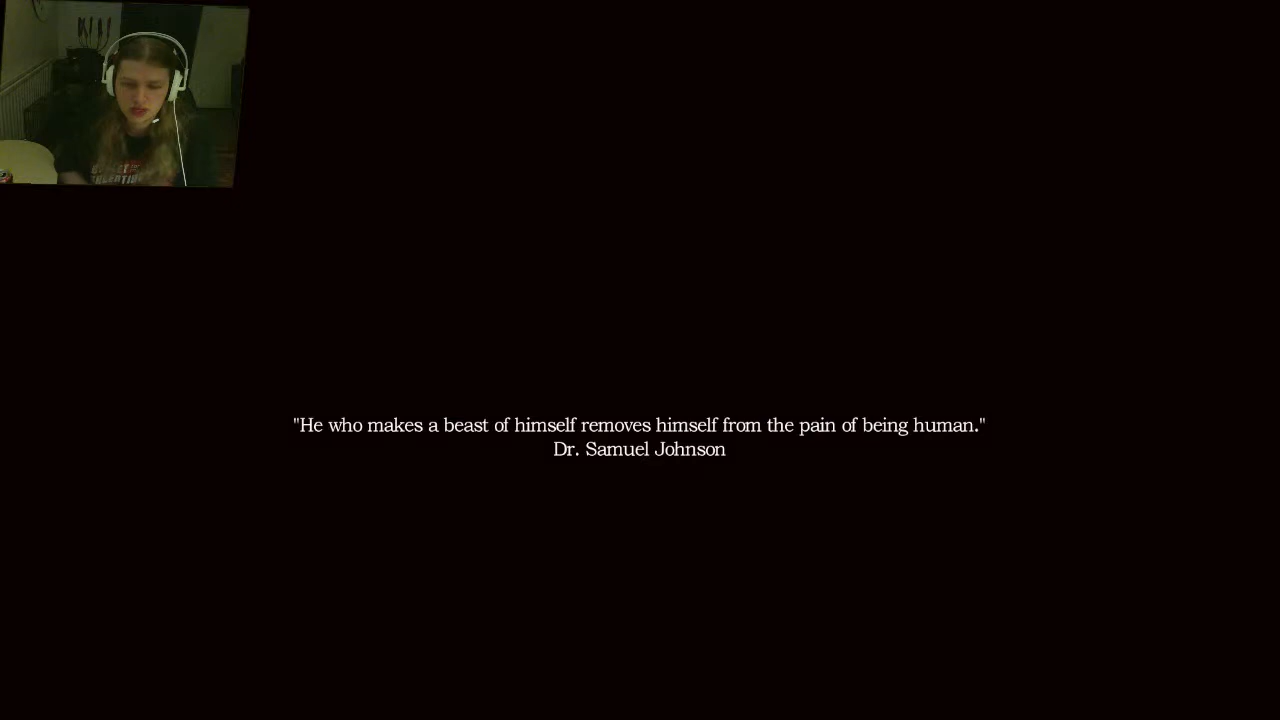 "He who makes a beast of himself removes himself from the pain of being human."
Dr. Samuel Johnson